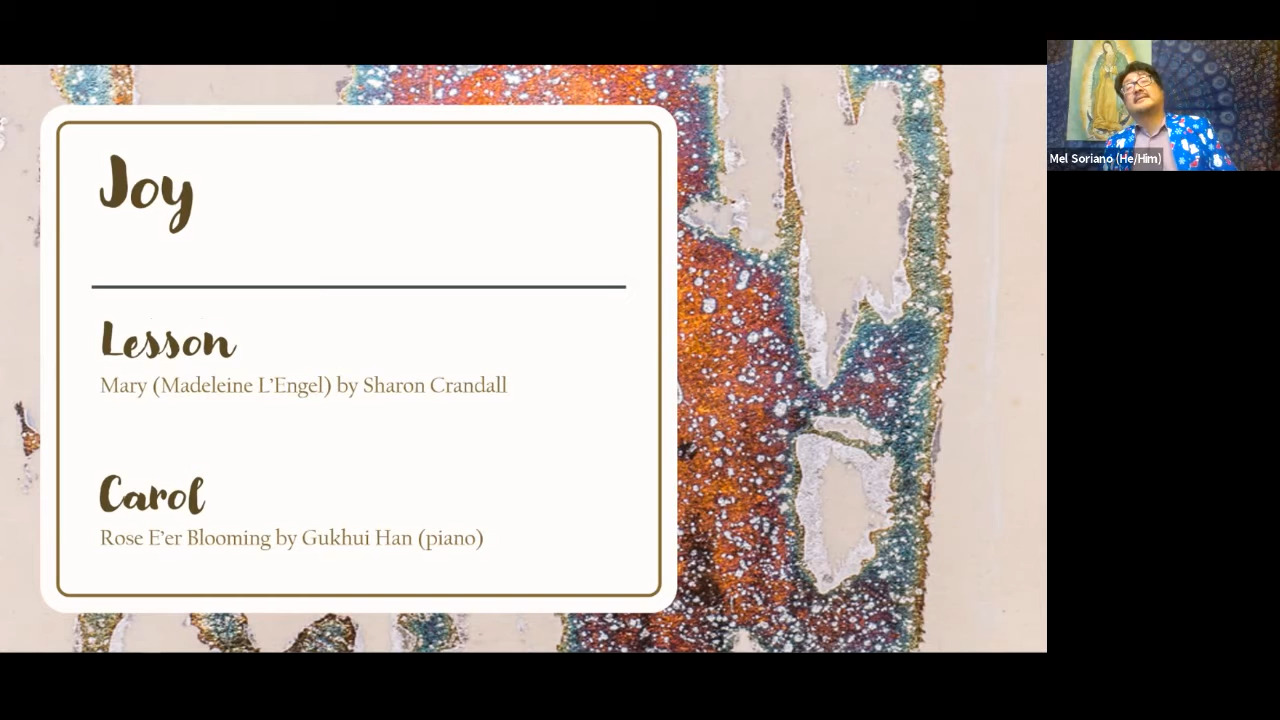 Joy
Lesson
Mary (Madeleine L'Engel) by Sharon Crandall
Carol
Rose E'er Blooming by Gukhui Han (piano)
Mel Soriano (He/Him)